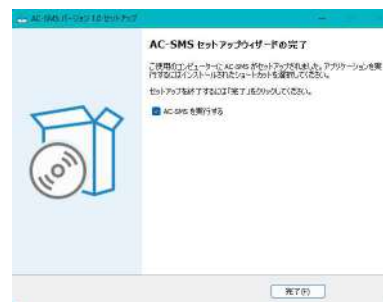 AC-SMS バージョン 1.0 セットアップ
AC-SMS セットアップウィザードの完了
ご使用のコンピューターに AC-SMS がセットアップされました。アプリケーションを実
行するにはインストールされたショートカットを選択してください。
セットアップを終了するには「完了」をクリックしてください。
AC-SMS を実行する
完了(F)